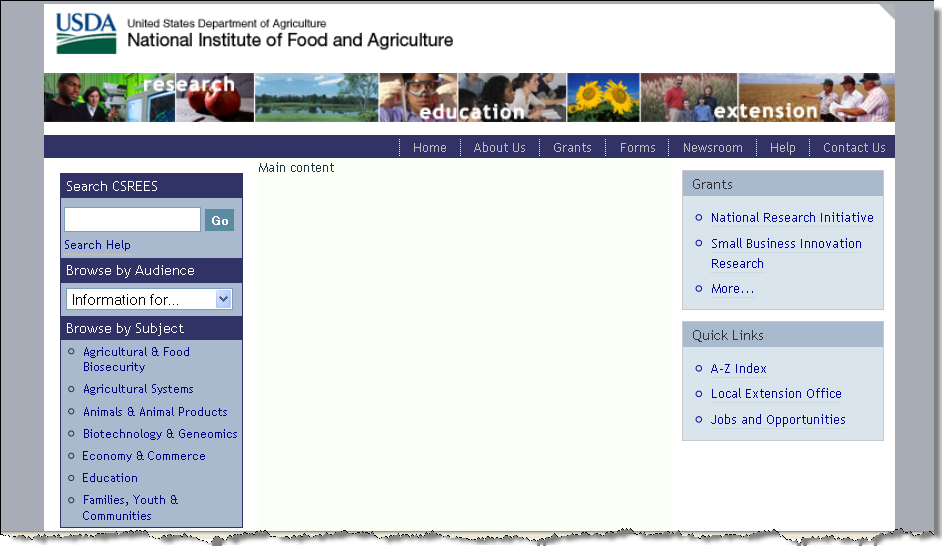 USDA
United States Department of Agriculture
National Institute of Food and Agriculture
research
education
extension
Home
About Us
Grants
Forms
Newsroom
Help
Contact Us
Search CSREES
Go
Search Help
Browse by Audience
Information for...
Browse by Subject
Agricultural & Food
Biosecurity
Agricultural Systems
Animals & Animal Products
Biotechnology & Geneomics
Economy & Commerce
Education
Families, Youth &
Communities
Main content
Grants
National Research Initiative
Small Business Innovation
Research
More...
Quick Links
A-Z Index
Local Extension Office
Jobs and Opportunities